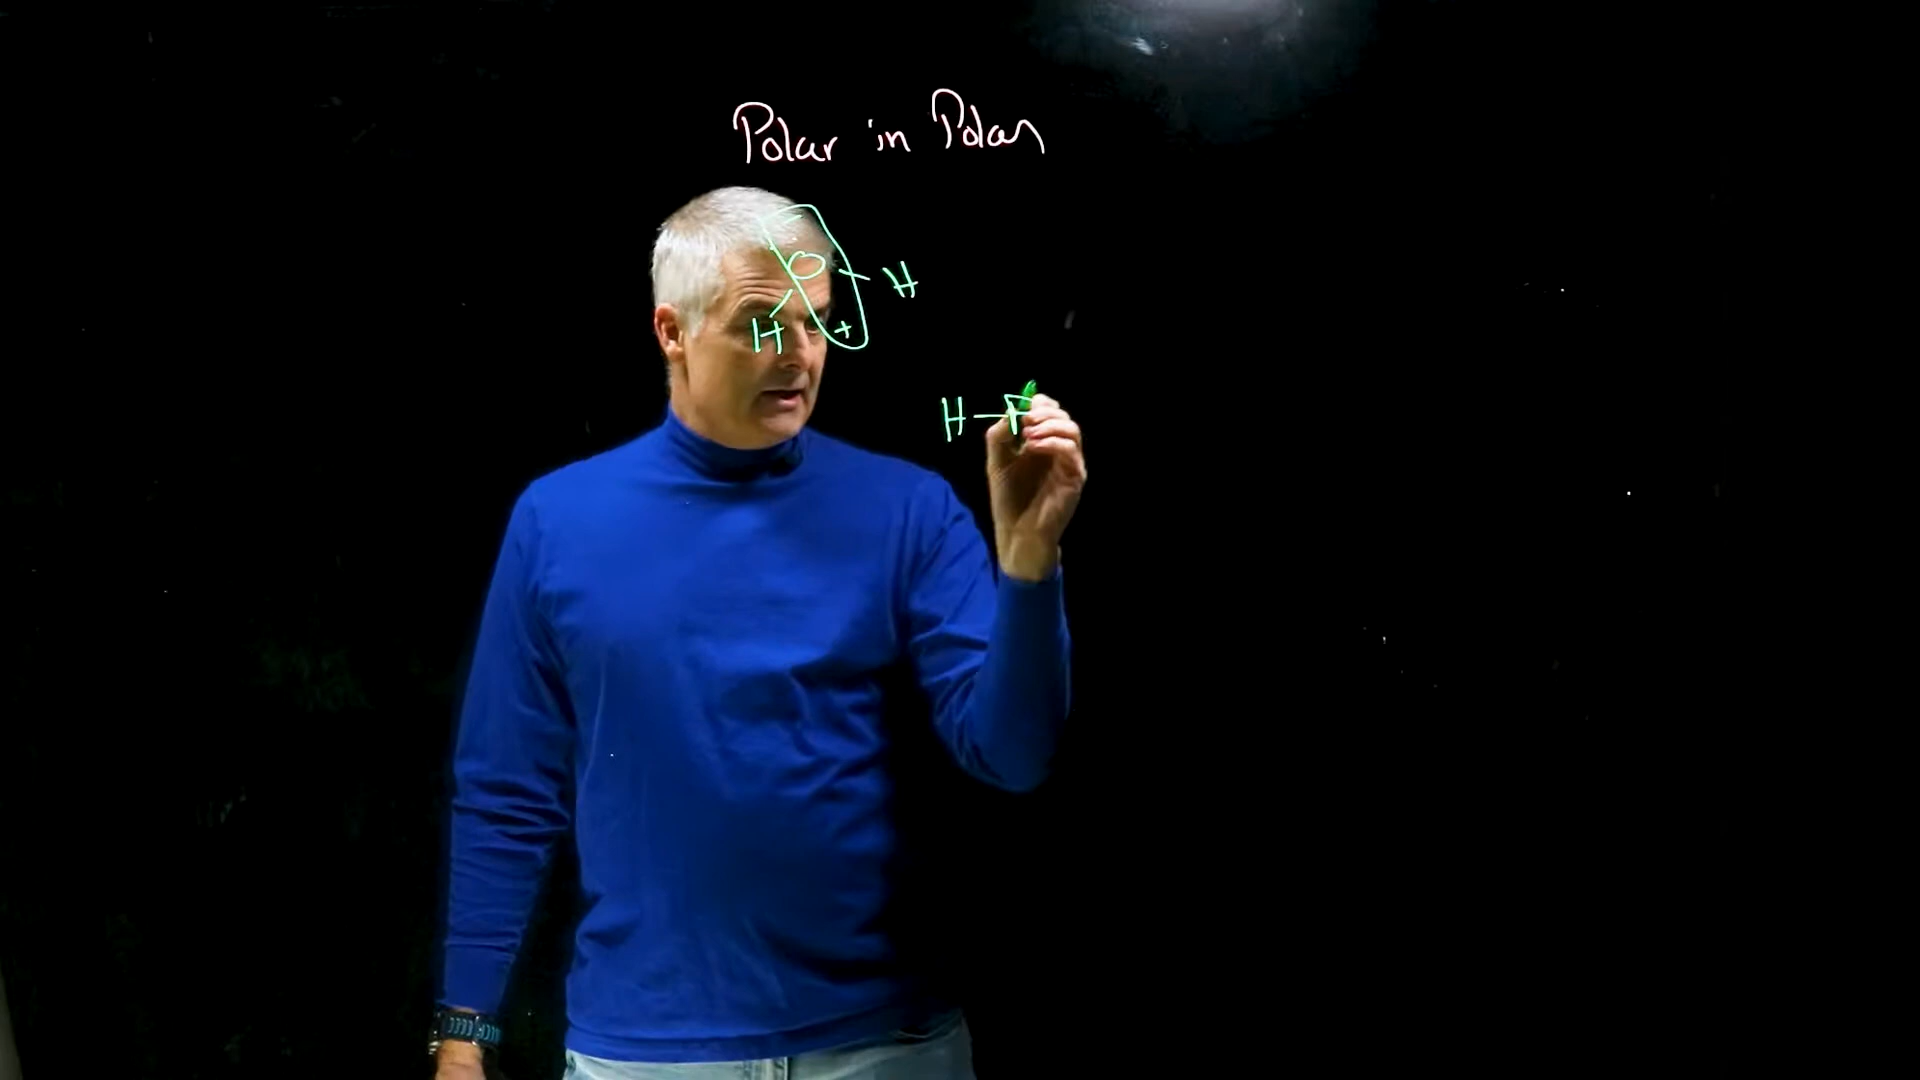 Polar in Polar
O
H
H +
H–F